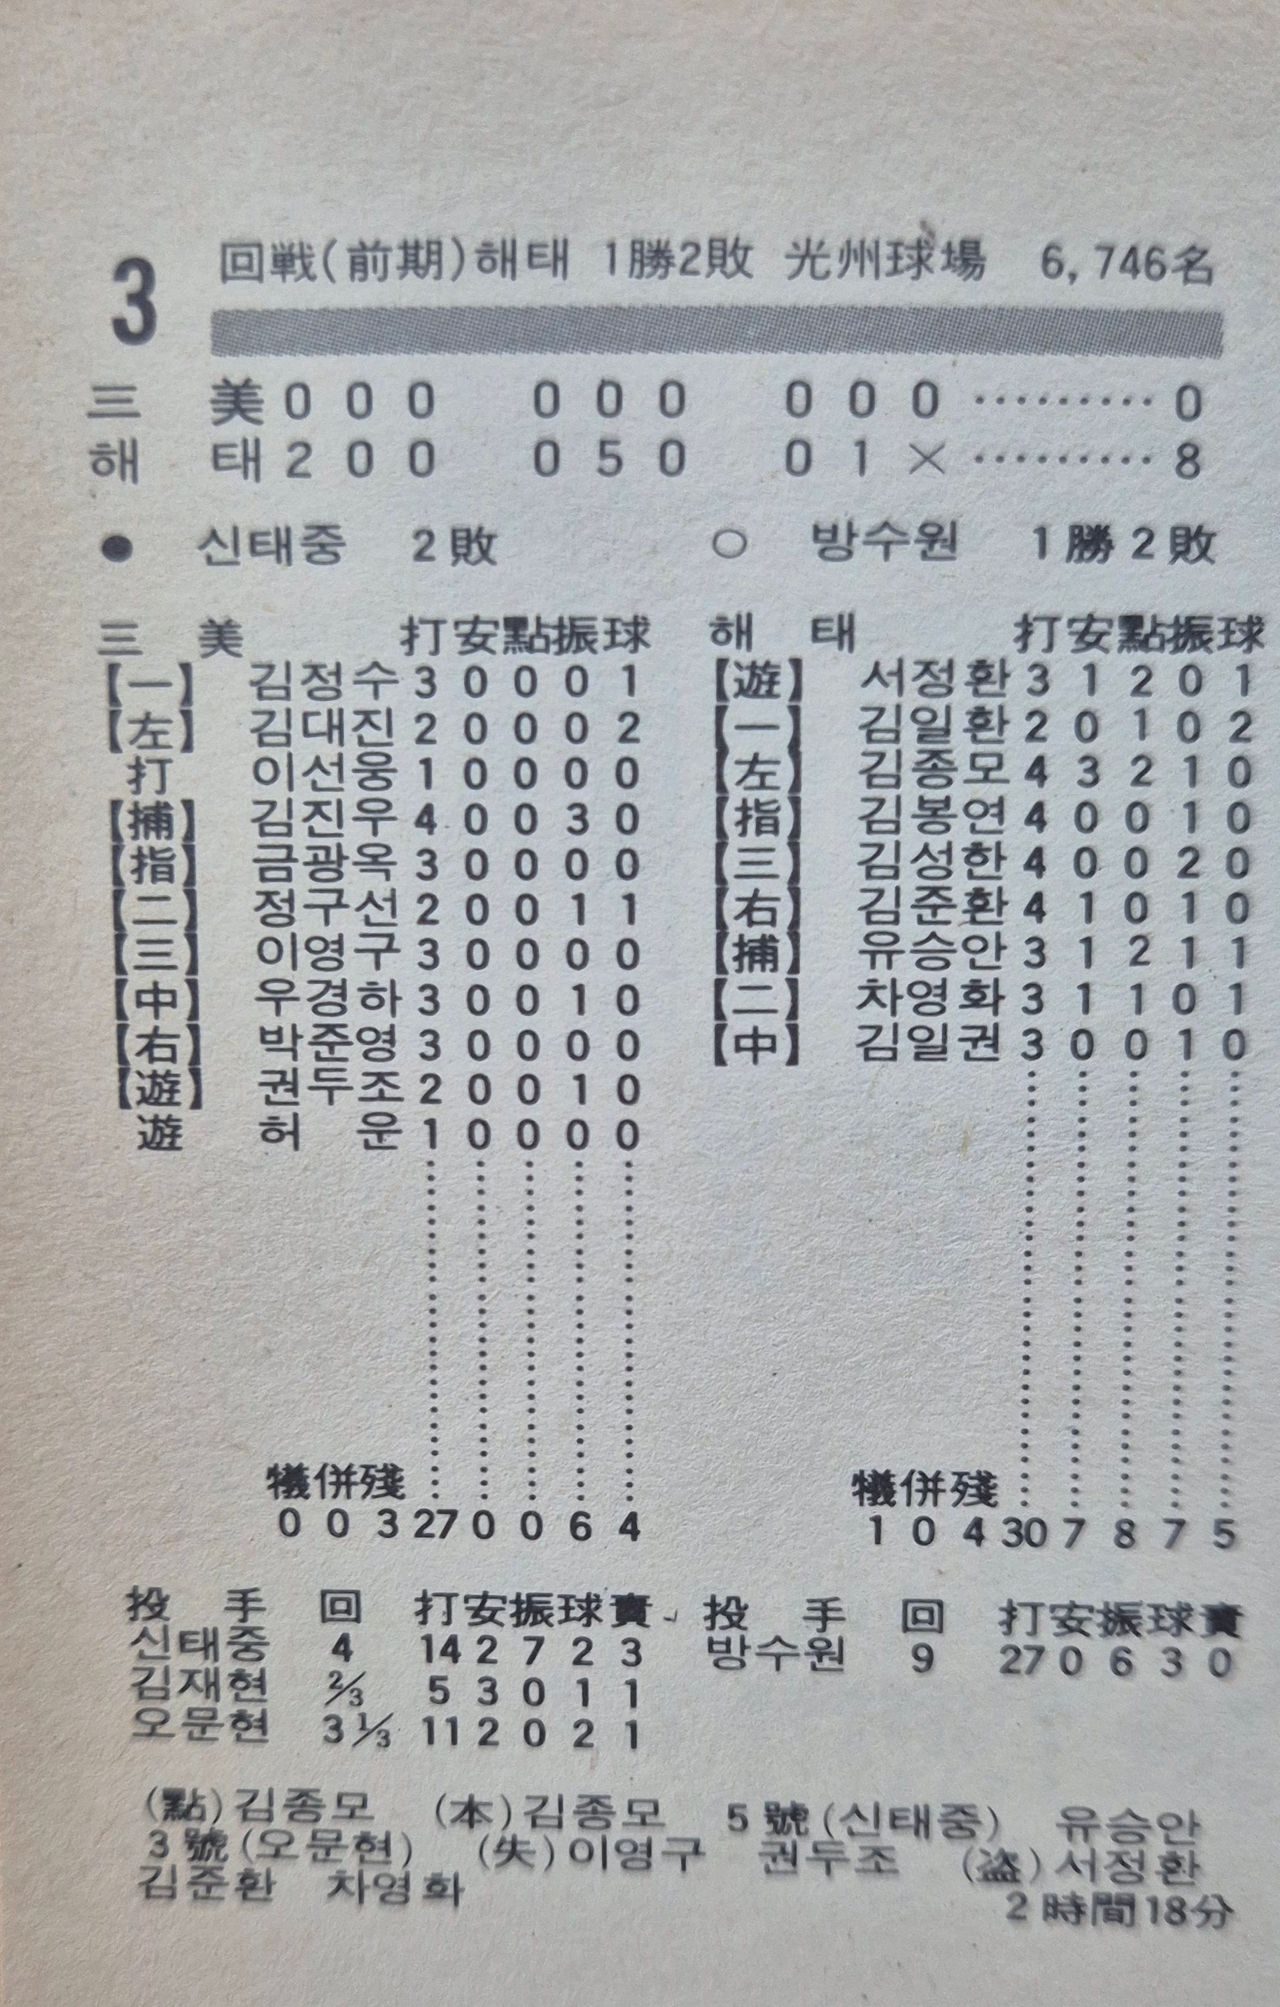 3 回戦(前期)해태 1勝2敗 光州球場 6,746名
三 美 0 0 0 0 0 0 0 0 0 ········· 0
해 태 2 0 0 0 5 0 0 1 × ········· 8
● 신태중 2敗 ○ 방수원 1勝2敗
三 美 打安點振球
【一】 김정수 3 0 0 0 1
【左】 김대진 2 0 0 0 2
打 이선웅 1 0 0 0 0
【捕】 김진우 4 0 0 3 0
【指】 금광옥 3 0 0 0 0
【二】 정구선 2 0 0 1 1
【三】 이영구 3 0 0 0 0
【中】 우경하 3 0 0 1 0
【右】 박준영 3 0 0 0 0
【遊】 권두조 2 0 0 1 0
遊 허 운 1 0 0 0 0
犠併殘
0 0 3 27 0 0 6 4
해 태 打安點振球
【遊】 서정환 3 1 2 0 1
【一】 김일환 2 0 1 0 2
【左】 김종모 4 3 2 1 0
【指】 김봉연 4 0 0 1 0
【三】 김성한 4 0 0 2 0
【右】 김준환 4 1 0 1 0
【捕】 유승안 3 1 2 1 1
【二】 차영화 3 1 1 0 1
【中】 김일권 3 0 0 1 0
犠併殘
1 0 4 30 7 8 7 5
投 手 回 打安振球責
신태중 4 14 2 7 2 3
김재현 2/3 5 3 0 1 1
오문현 3 1/3 11 2 0 2 1
投 手 回 打安振球責
방수원 9 27 0 6 3 0
(點)김종모 (本)김종모 5號(신태중) 유승안
3號(오문현) (失)이영구 권두조 (盗)서정환
김준환 차영화
2時間18分